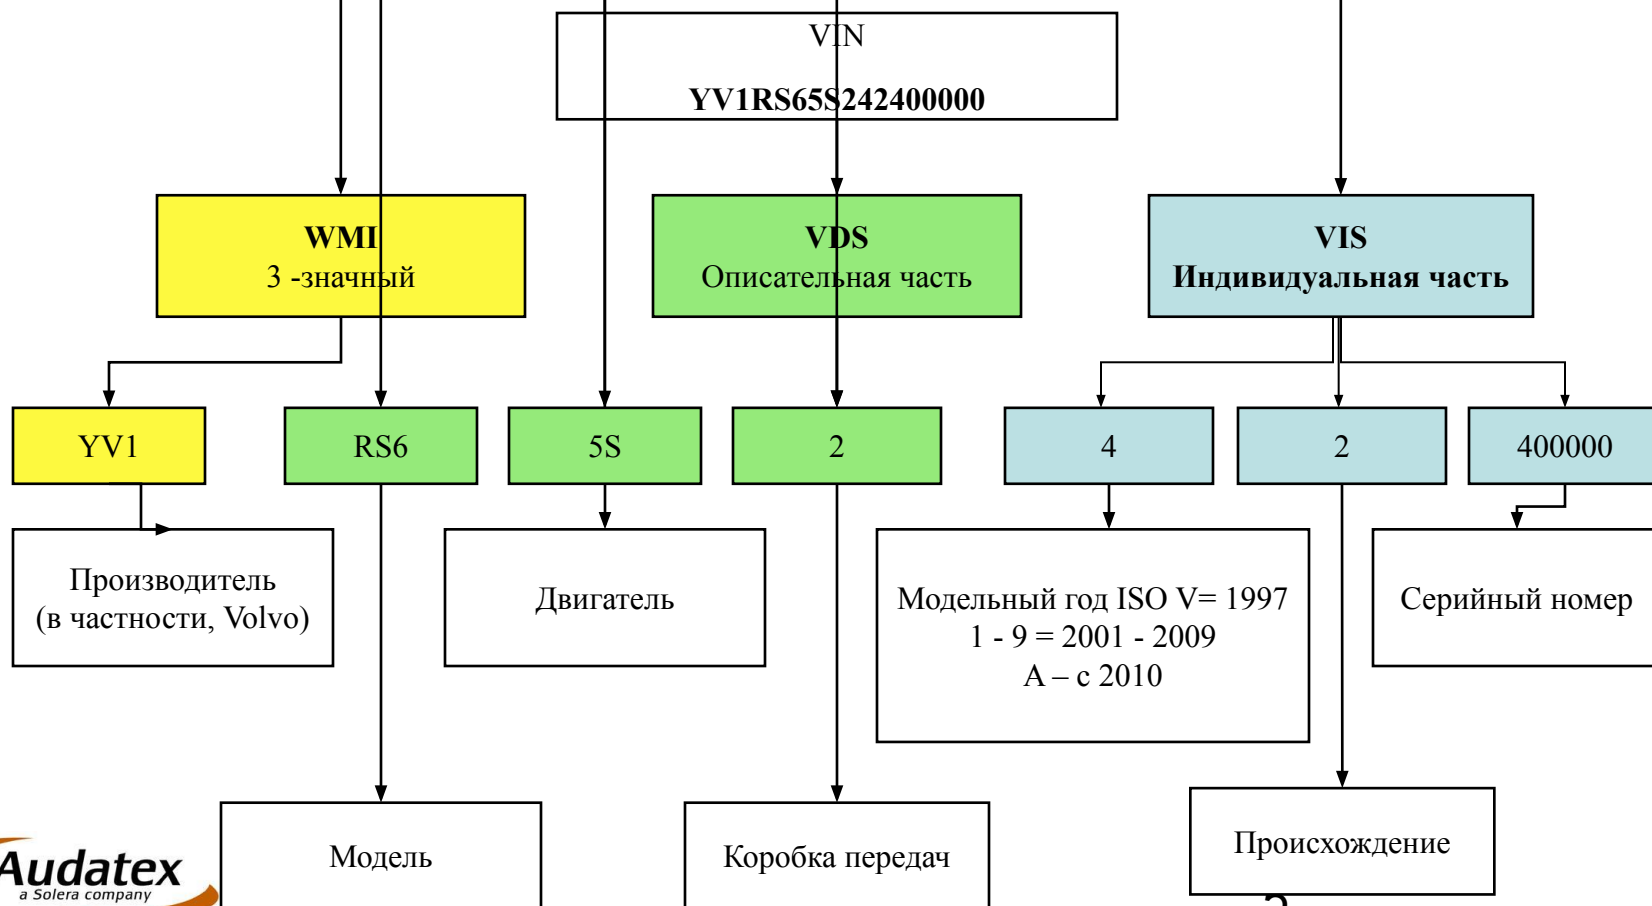 VIN
YV1RS65S242400000
WMI
3 -значный
VDS
Описательная часть
VIS
Индивидуальная часть
YV1
RS6
5S
2
4
2
400000
Производитель
(в частности, Volvo)
Двигатель
Модельный год ISO V= 1997
1 - 9 = 2001 - 2009
A – с 2010
Серийный номер
Модель
Коробка передач
Происхождение
Audatex
a Solera company